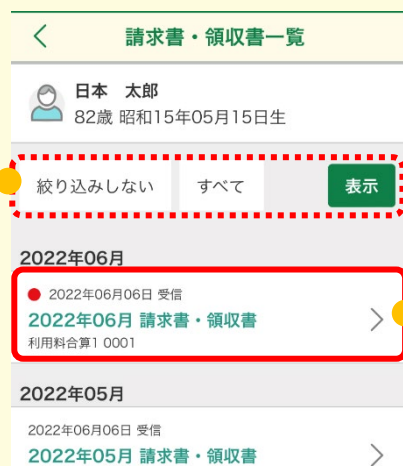 請求書・領収書一覧
日本　太郎
82歳 昭和15年05月15日生
絞り込みしない すべて 表示
2022年06月
2022年06月06日 受信
2022年06月 請求書・領収書
利用料合算1 0001
2022年05月
2022年06月06日 受信
2022年05月 請求書・領収書